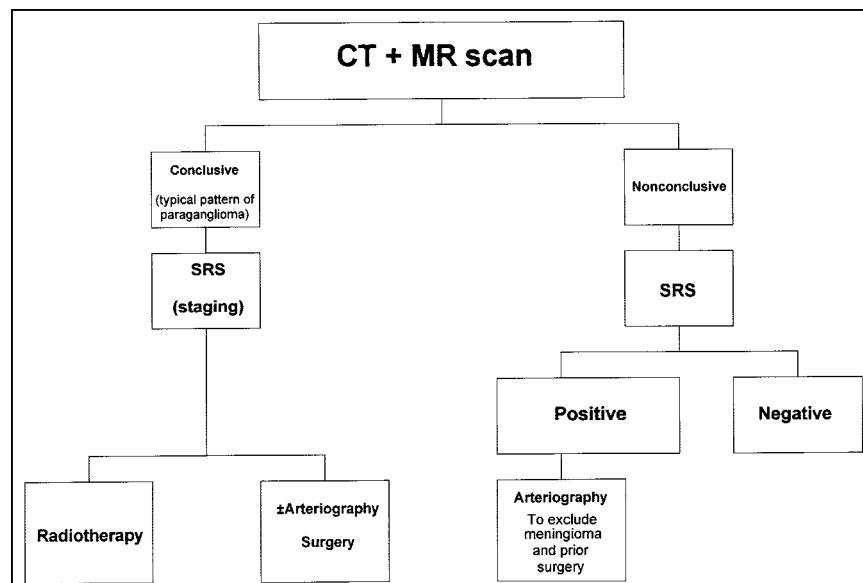 CT + MR scan
Conclusive
(typical pattern of
paraganglioma)
Nonconclusive
SRS
(staging)
SRS
Positive
Negative
Radiotherapy
±Arteriography
Surgery
Arteriography
To exclude
meningioma
and prior
surgery